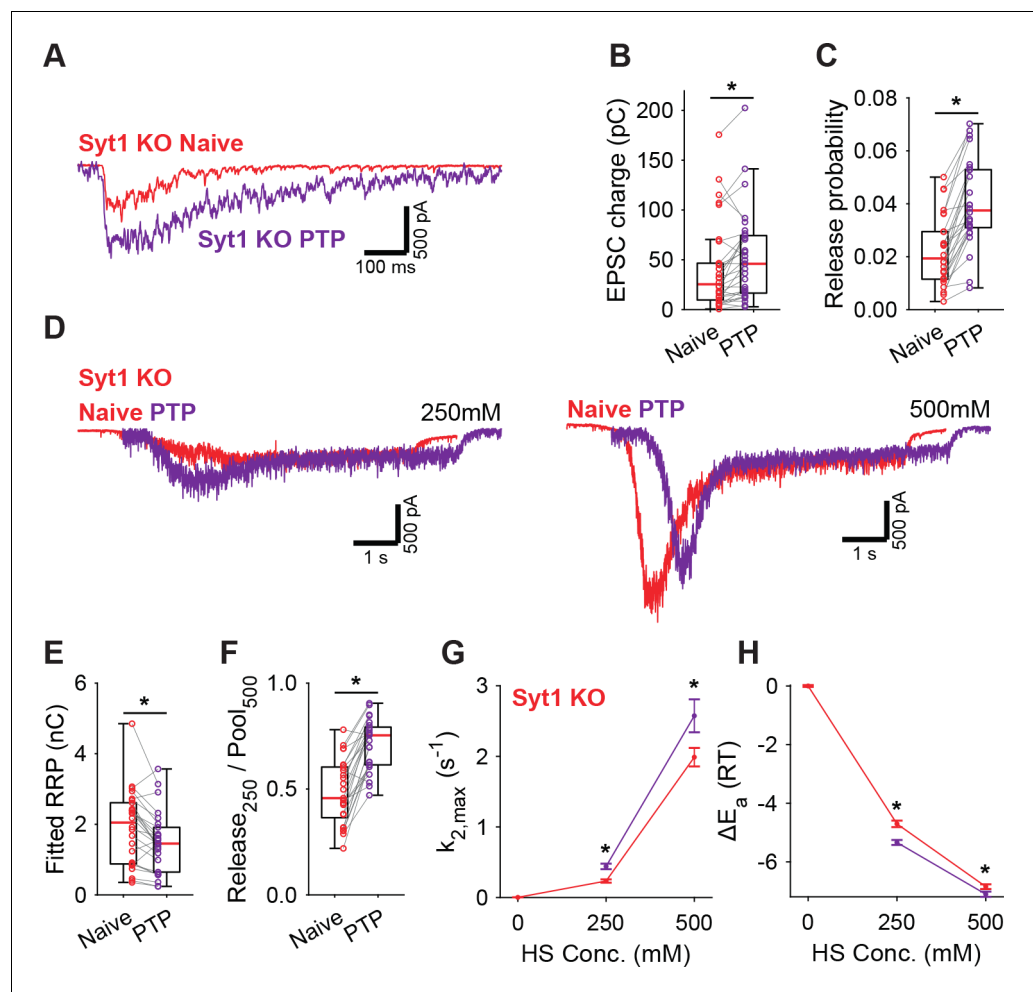 A
Syt1 KO Naive
Syt1 KO PTP
500 pA
100 ms
B
*
EPSC charge (pC)
200
150
100
50
0
Naive
PTP
C
*
Release probability
0.08
0.06
0.04
0.02
0.00
Naive
PTP
D
Syt1 KO
Naive PTP
250mM
500 pA
1 s
Naive PTP
500mM
500 pA
1 s
E
*
Fitted RRP (nC)
6
4
2
0
Naive
PTP
F
*
Release250 / Pool500
1.0
0.5
0.0
Naive
PTP
G
Syt1 KO
*
*
k2,max (s-1)
3
2
1
0
0
250
500
HS Conc. (mM)
H
*
*
ΔEa (RT)
0
-2
-4
-6
0
250
500
HS Conc. (mM)